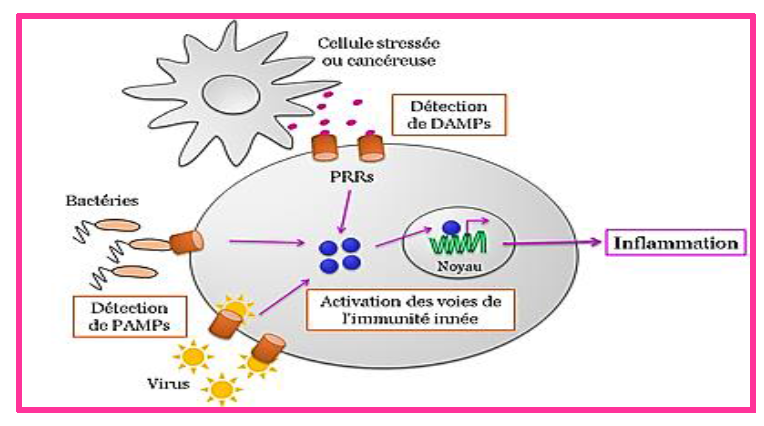 Cellule stressée
ou cancéreuse
Détection
de DAMPs
PRRs
Bactéries
Inflammation
Noyau
Détection
de PAMPs
Activation des voies de
l'immunité innée
Virus